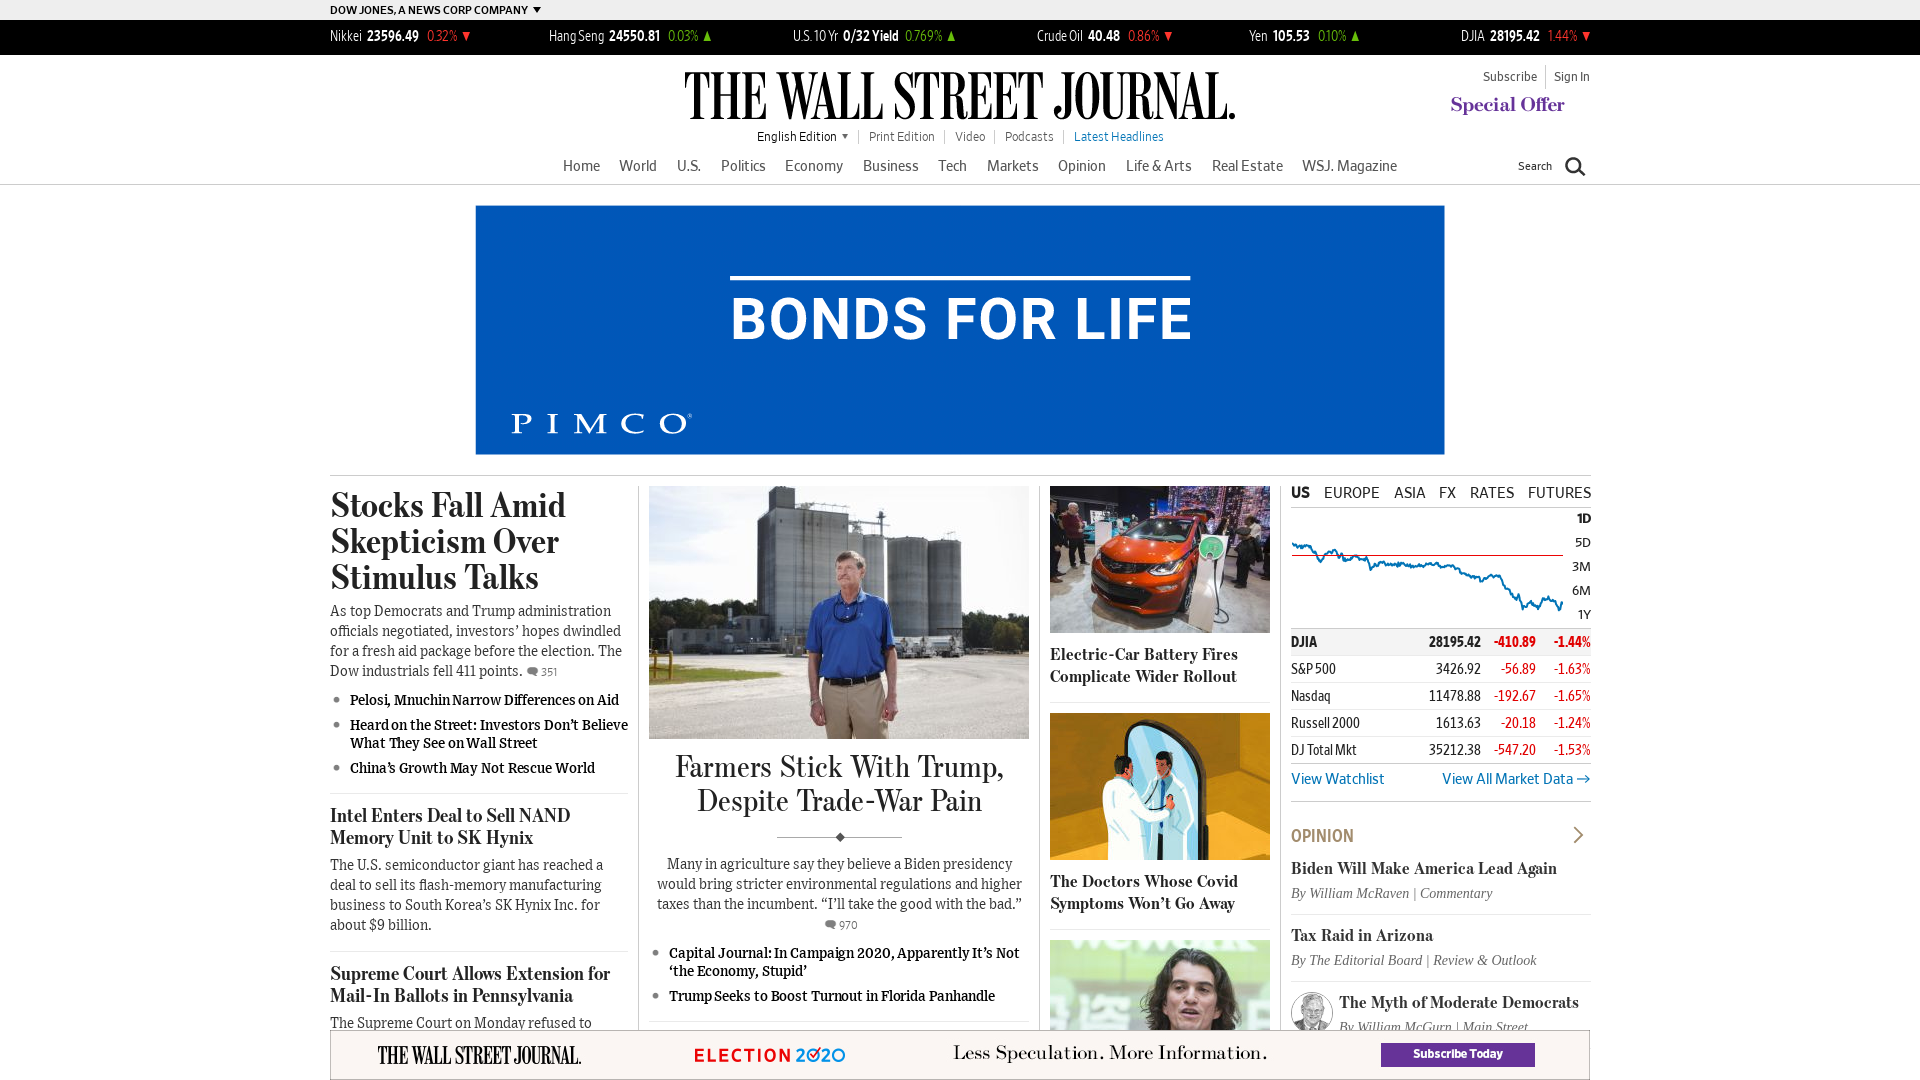 DOW JONES, A NEWS CORP COMPANY
Nikkei 23596.49 0.32% Hang Seng 24550.81 0.03% U.S. 10 Yr 0/32 Yield 0.769% Crude Oil 40.48 0.86% Yen 105.53 0.10% DJIA 28195.42 1.44%
THE WALL STREET JOURNAL.
Subscribe Sign In
Special Offer
English Edition Print Edition Video Podcasts Latest Headlines
Home World U.S. Politics Economy Business Tech Markets Opinion Life & Arts Real Estate WSJ. Magazine Search
BONDS FOR LIFE
PIMCO®
Stocks Fall Amid
Skepticism Over
Stimulus Talks
As top Democrats and Trump administration
officials negotiated, investors’ hopes dwindled
for a fresh aid package before the election. The
Dow industrials fell 411 points. 351
Pelosi, Mnuchin Narrow Differences on Aid
Heard on the Street: Investors Don’t Believe
What They See on Wall Street
China’s Growth May Not Rescue World
Intel Enters Deal to Sell NAND
Memory Unit to SK Hynix
The U.S. semiconductor giant has reached a
deal to sell its flash-memory manufacturing
business to South Korea’s SK Hynix Inc. for
about $9 billion.
Supreme Court Allows Extension for
Mail-In Ballots in Pennsylvania
The Supreme Court on Monday refused to
Farmers Stick With Trump,
Despite Trade-War Pain
Many in agriculture say they believe a Biden presidency
would bring stricter environmental regulations and higher
taxes than the incumbent. “I’ll take the good with the bad.”
970
Capital Journal: In Campaign 2020, Apparently It’s Not
‘the Economy, Stupid’
Trump Seeks to Boost Turnout in Florida Panhandle
Electric-Car Battery Fires
Complicate Wider Rollout
The Doctors Whose Covid
Symptoms Won’t Go Away
US EUROPE ASIA FX RATES FUTURES
1D
5D
3M
6M
1Y
DJIA 28195.42 -410.89 -1.44%
S&P 500 3426.92 -56.89 -1.63%
Nasdaq 11478.88 -192.67 -1.65%
Russell 2000 1613.63 -20.18 -1.24%
DJ Total Mkt 35212.38 -547.20 -1.53%
View Watchlist View All Market Data
OPINION
Biden Will Make America Lead Again
By William McRaven | Commentary
Tax Raid in Arizona
By The Editorial Board | Review & Outlook
The Myth of Moderate Democrats
By William McGurn | Main Street
THE WALL STREET JOURNAL. ELECTION 2020 Less Speculation. More Information. Subscribe Today